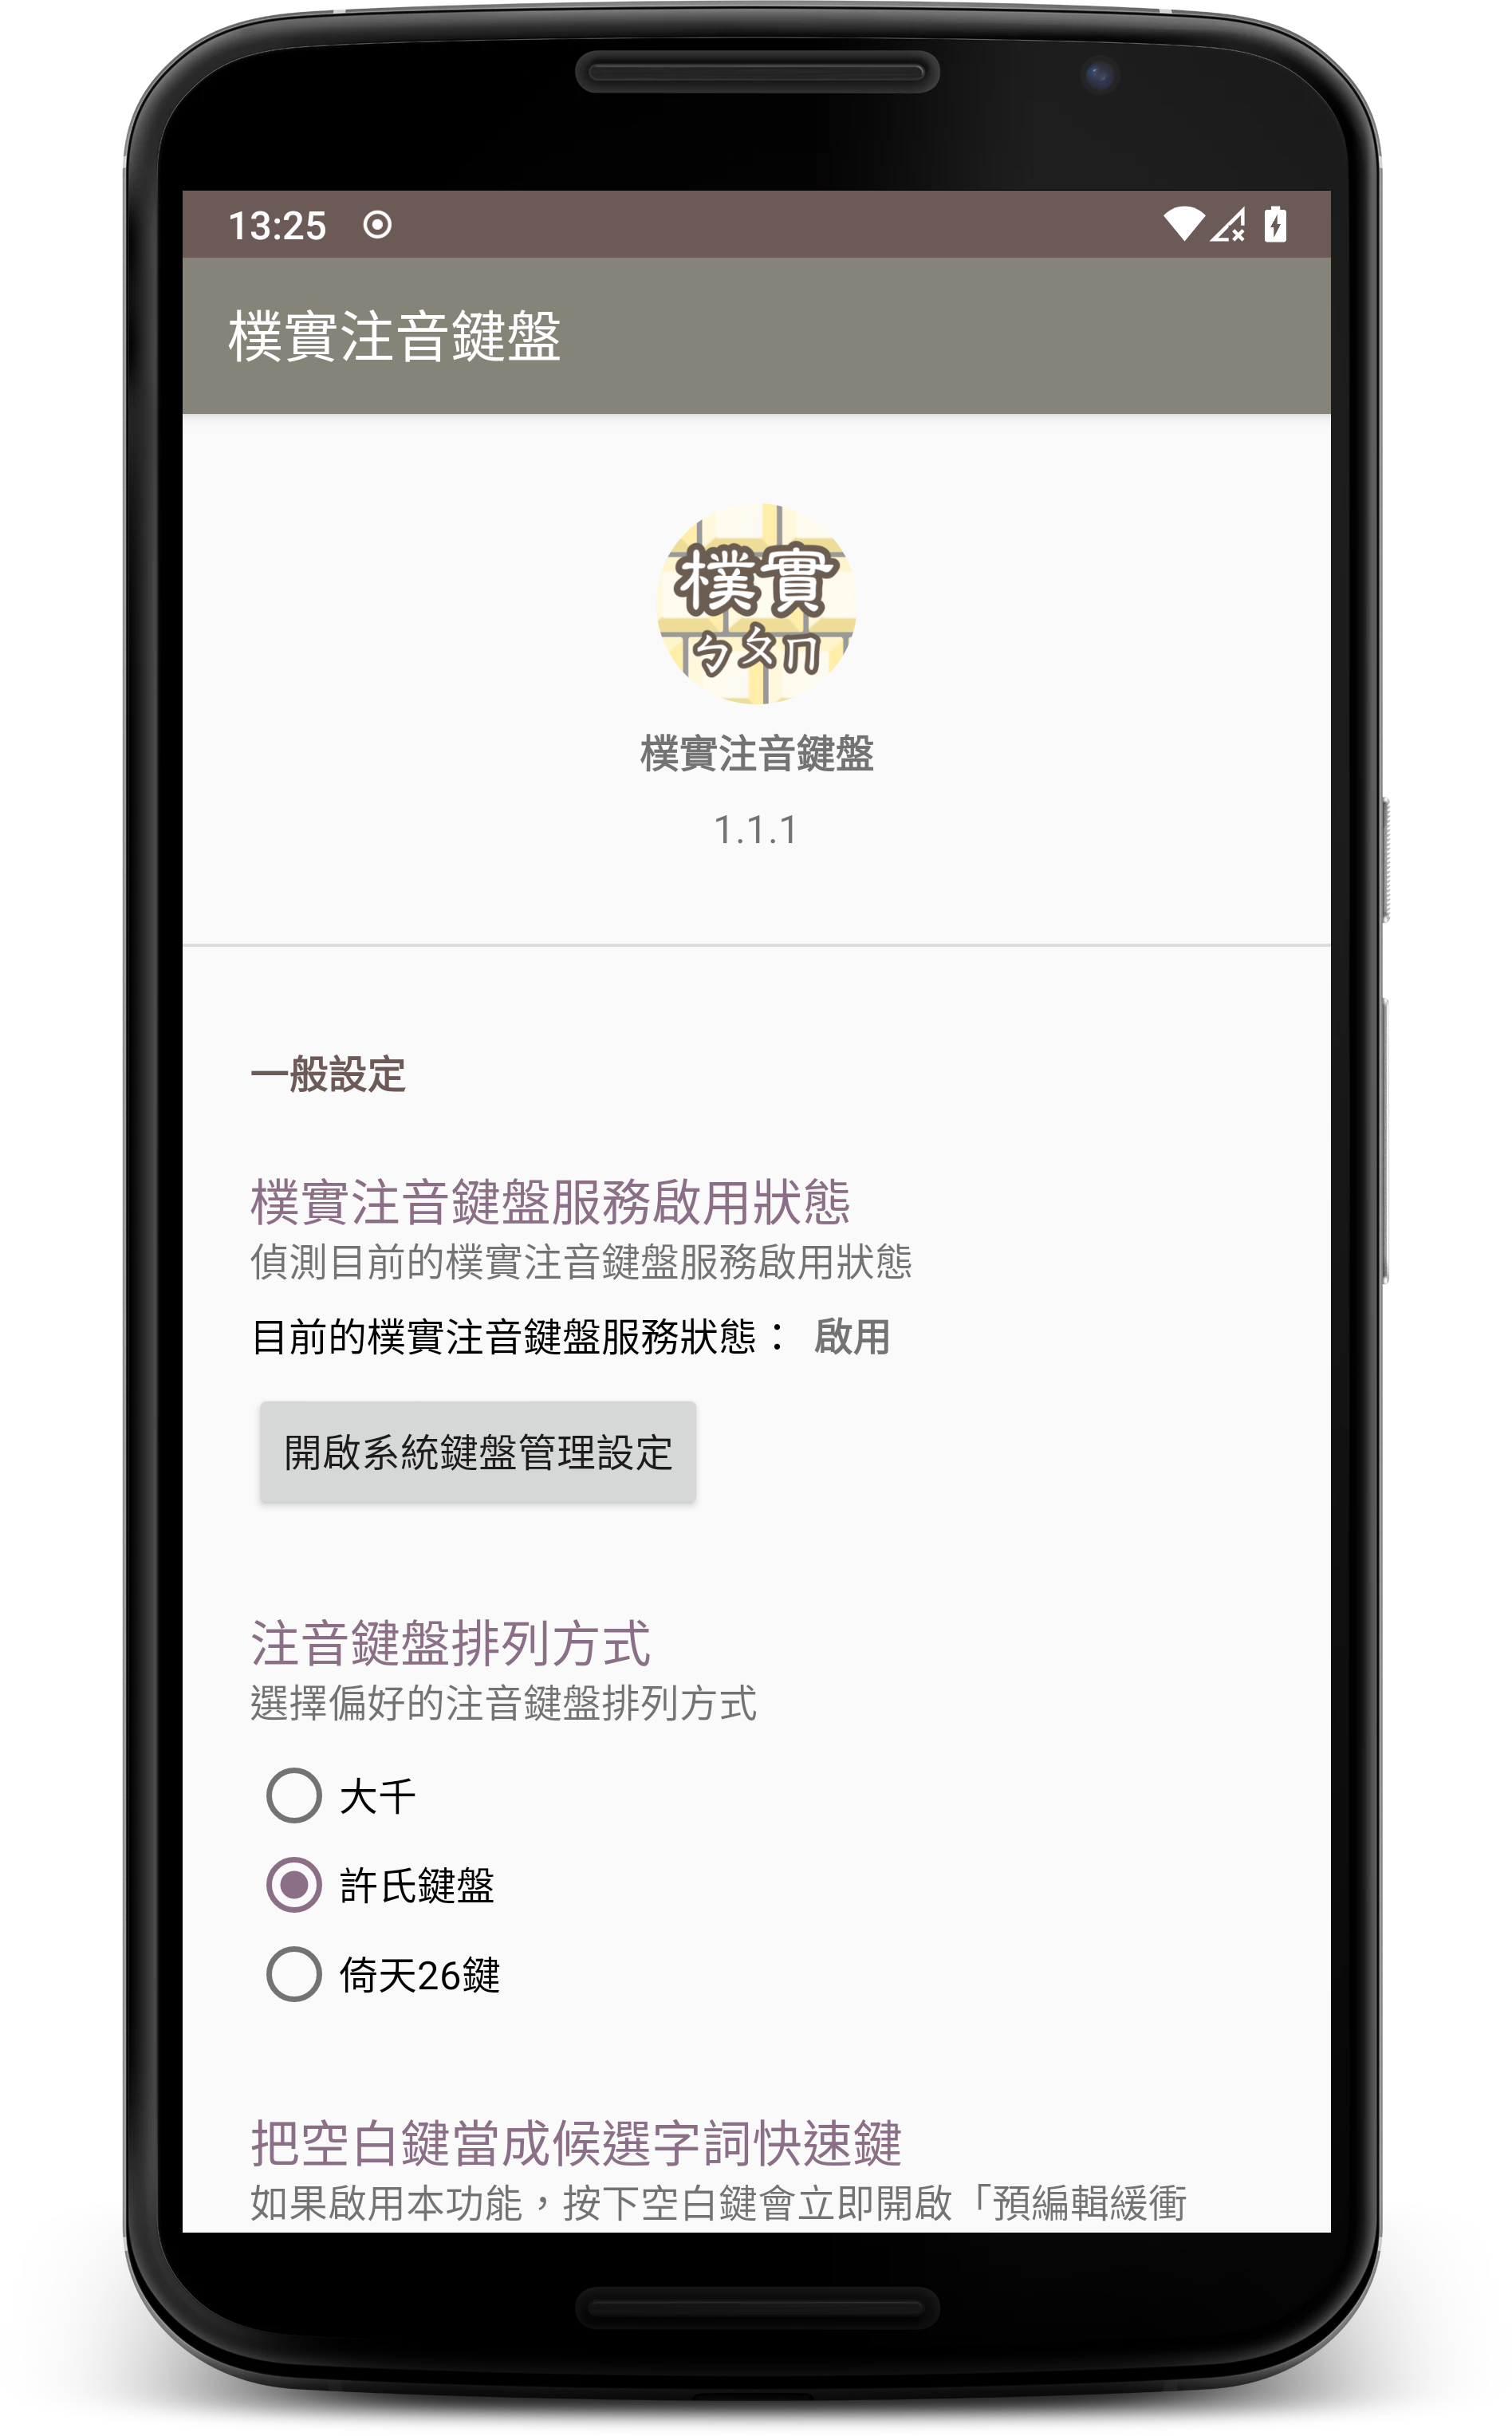 13:25
樸實注音鍵盤
樸實
ㄅㄆㄇ
樸實注音鍵盤
1.1.1
一般設定
樸實注音鍵盤服務啟用狀態
偵測目前的樸實注音鍵盤服務啟用狀態
目前的樸實注音鍵盤服務狀態： 啟用
開啟系統鍵盤管理設定
注音鍵盤排列方式
選擇偏好的注音鍵盤排列方式
大千
許氏鍵盤
倚天26鍵
把空白鍵當成候選字詞快速鍵
如果啟用本功能，按下空白鍵會立即開啟「預編輯緩衝